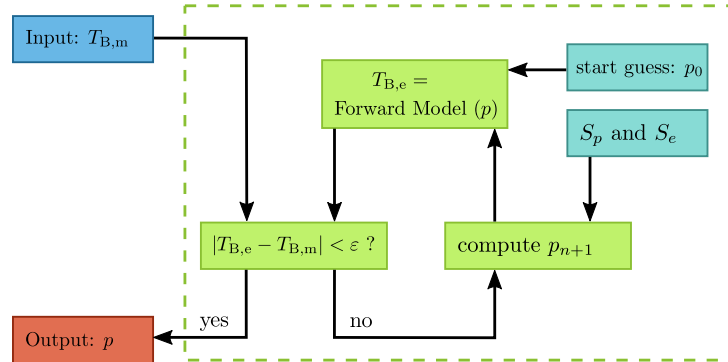 Input: T_B,m
T_B,e =
Forward Model (p)
start guess: p_0
S_p and S_e
|T_B,e − T_B,m| < ε ?
compute p_n+1
yes
no
Output: p